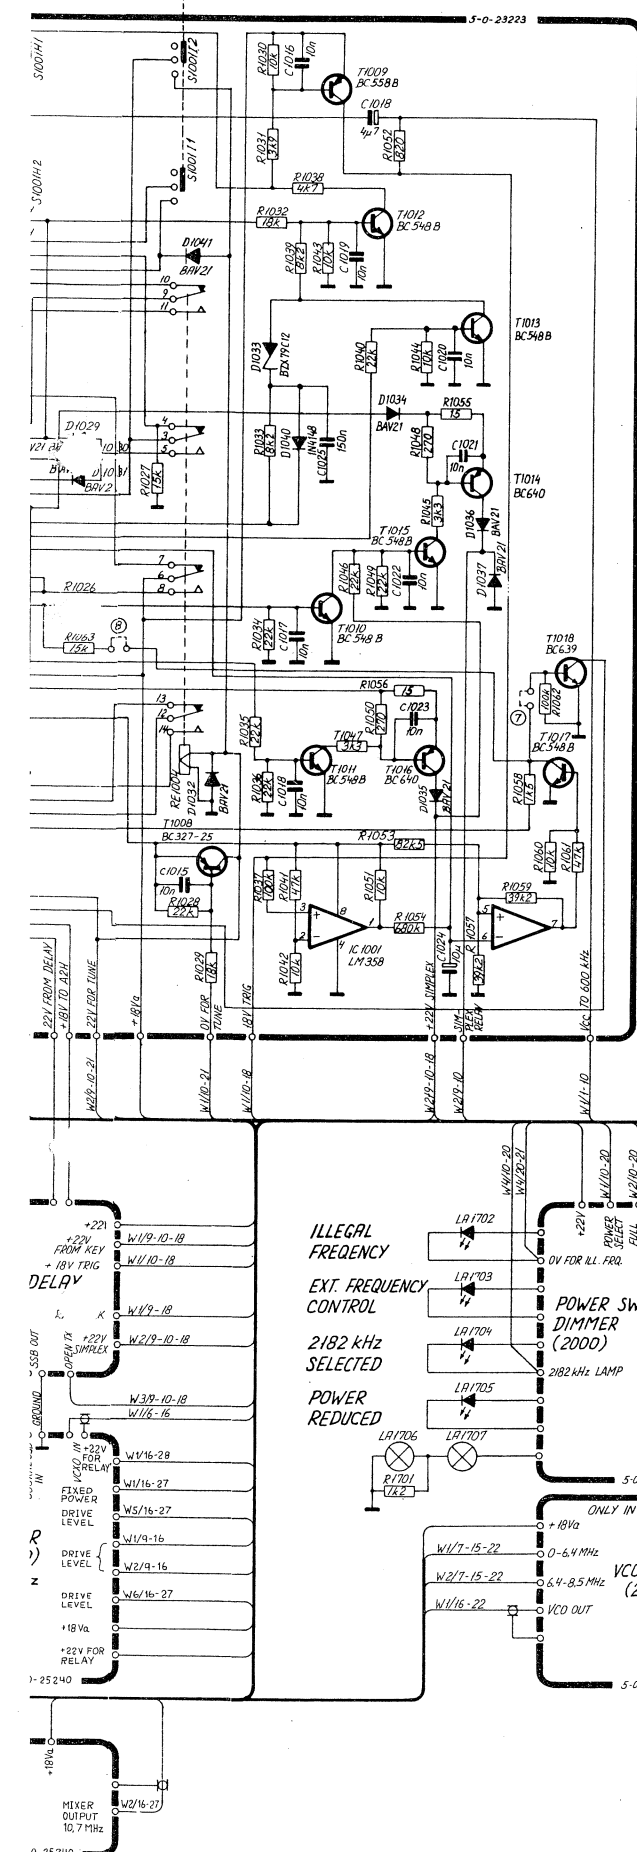 5-0-23223
S1001H1
S1001I2
R1030
10k
C1016
10n
T1009
BC558B
C1018
4µ7
R1052
820
R1031
3k9
S1001H2
S1001I1
R1038
4k7
R1032
18k
T1012
BC548B
D1041
BAV21
R1039
8k2
R1043
10k
C1019
10n
10
9
11
T1013
BC548B
D1033
BZX79C12
R1040
22k
R1044
10k
C1020
10n
D1034
BAV21
R1055
15
4
3
5
D1029
R1033
8k2
D1040
1N4148
C1025
150n
R1048
270
C1021
10n
R1027
15k
T1014
BC640
R1045
3k3
D1036
BAV21
T1015
BC548B
D1037
BAV21
7
6
8
R1026
R1046
22k
R1049
22k
C1022
10n
T1010
BC548B
R1034
22k
C1017
10n
8
R1063
15k
T1018
BC639
R1056
15
R1062
100k
7
13
12
14
R1035
22k
R1050
270
C1023
10n
T1047
3k3
T1017
BC548B
RE1004
D1032
BAV21
R1036
22k
C1018
10n
T1011
BC548B
T1016
BC640
D1035
BAV21
R1058
1k5
T1008
BC327-25
R1053
82k5
C1015
10n
R1028
22k
R1037
100k
R1041
47k
R1051
10k
R1060
10k
R1061
47k
R1059
39k2
3
2
8
4
1
R1054
680k
5
6
7
R1029
18k
R1042
10k
IC1001
LM358
C1024
10µ
R1057
39k2
22V FROM DELAY
+18V TO A2H
22V FOR TUNE
+18Va
0V FOR TUNE
18V TRIG
+22V SIMPLEX
SIM-
PLEX
RELAY
Vcc TO 600 kHz
W2/9-10-21
W1/10-21
W1/10-18
W2/9-10-18
W2/9-10
W1/1-10
W4/10-20
W4/20-21
W1/10-20
W2/10-20
+22V
POWER
SELECT
FULL
+22V
FROM KEY
W1/9-10-18
+ 18V TRIG
W1/10-18
DELAY
W1/9-18
+22V
SIMPLEX
W2/9-10-18
SSB OUT
OPEN TX
GROUND
W3/9-10-18
W1/6-16
ILLEGAL
FREQENCY
LA1702
0V FOR ILL. FRQ.
EXT. FREQUENCY
CONTROL
LA1703
POWER SW
DIMMER
(2000)
2182 kHz
SELECTED
LA1704
2182kHz LAMP
POWER
REDUCED
LA1705
LA1706
LA1707
R1701
1k2
IN
VCXO IN
+22V
FOR
RELAY
W1/16-28
FIXED
POWER
W1/16-27
DRIVE
LEVEL
W5/16-27
DRIVE
LEVEL
W1/9-16
W2/9-16
DRIVE
LEVEL
W6/16-27
+18Va
+22V FOR
RELAY
ONLY IN
+18Va
W1/7-15-22
0-6.4 MHz
W2/7-15-22
6.4-8.5 MHz
W1/16-22
VCO OUT
+18Va
MIXER
OUTPUT
10,7 MHz
W2/16-27